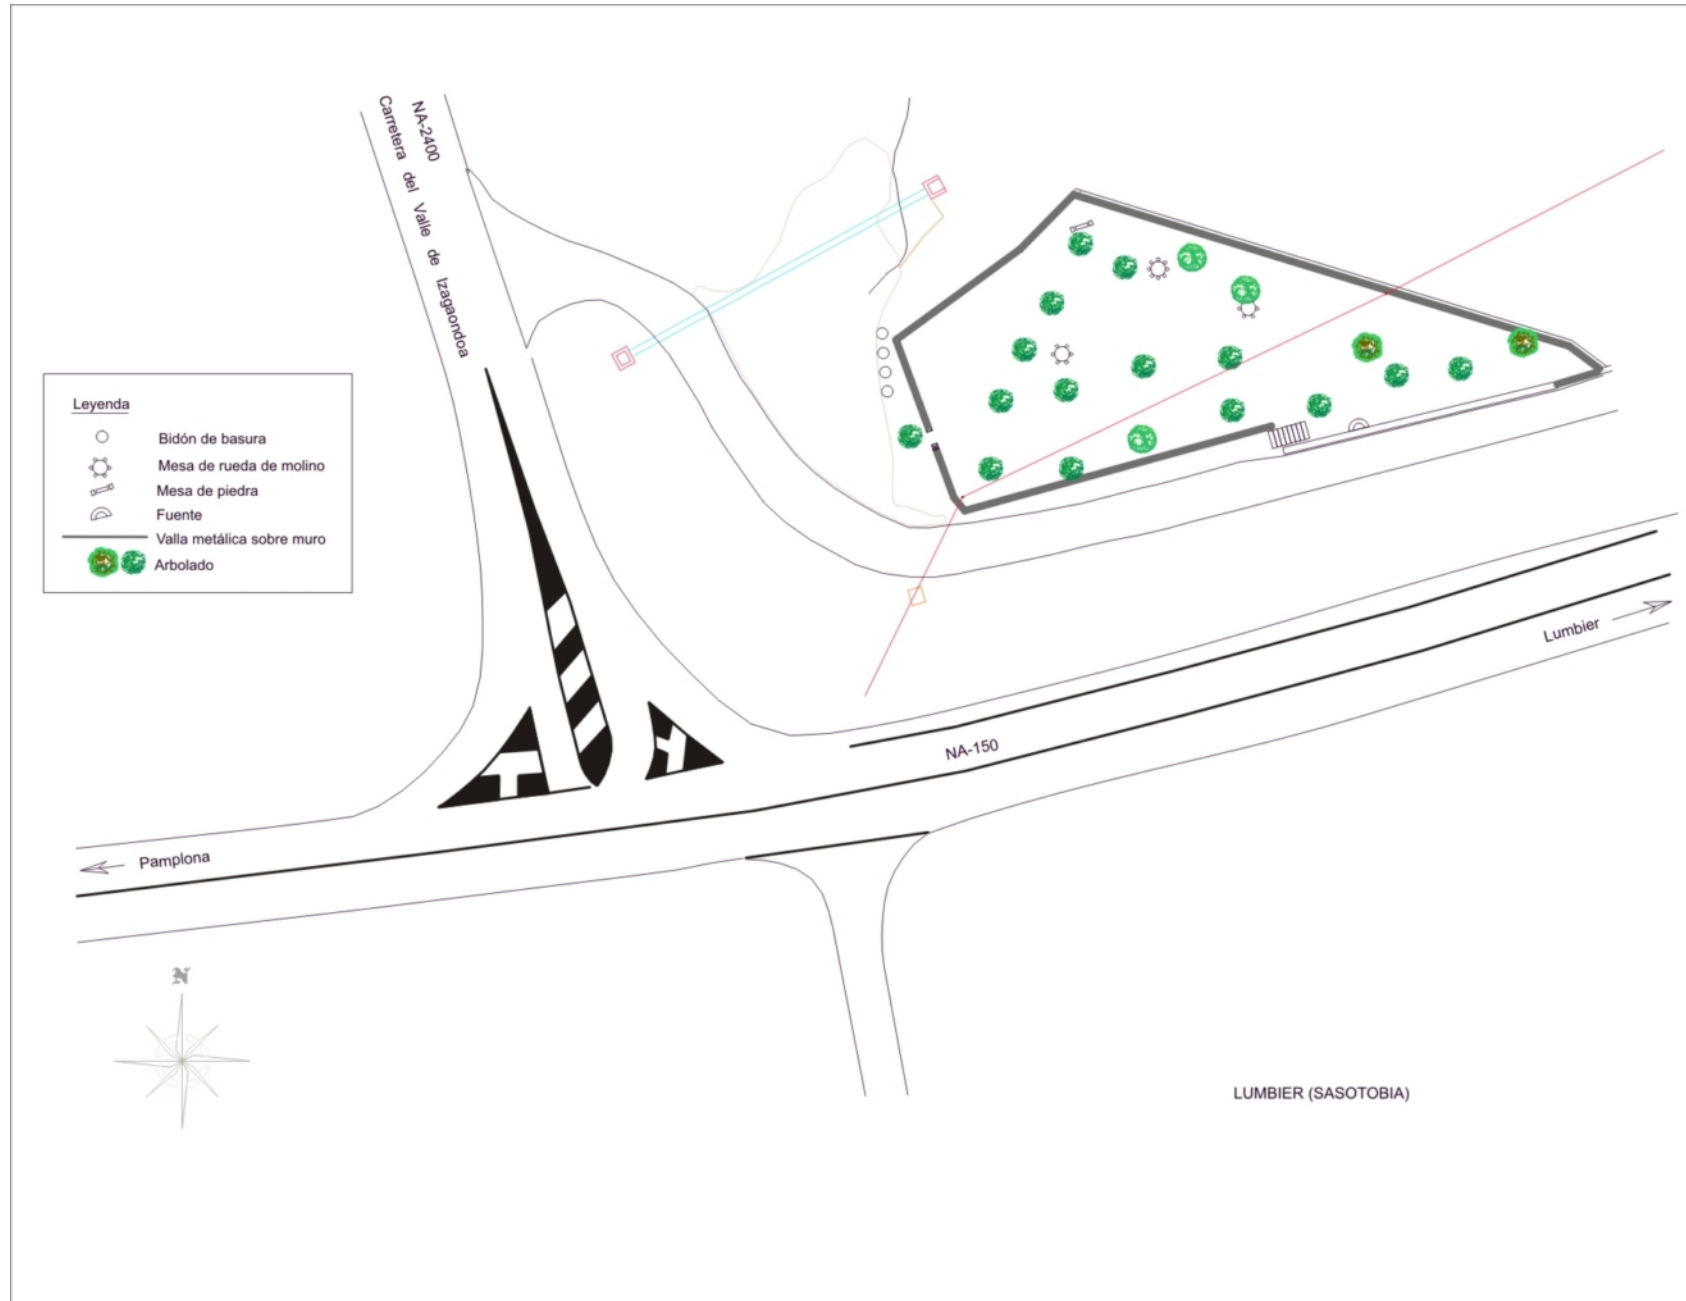 NA-2400
Carretera del Valle de Izagaondoa
Leyenda
Bidón de basura
Mesa de rueda de molino
Mesa de piedra
Fuente
Valla metálica sobre muro
Arbolado
Lumbier
NA-150
Pamplona
N
LUMBIER (SASOTOBIA)